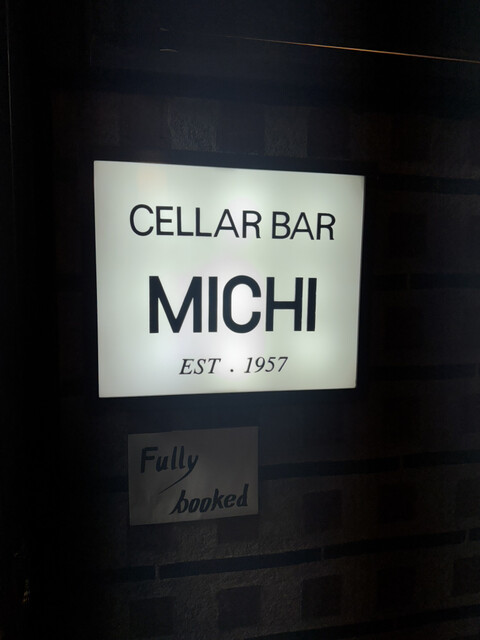 CELLAR BAR
MICHI
EST . 1957
Fully
booked